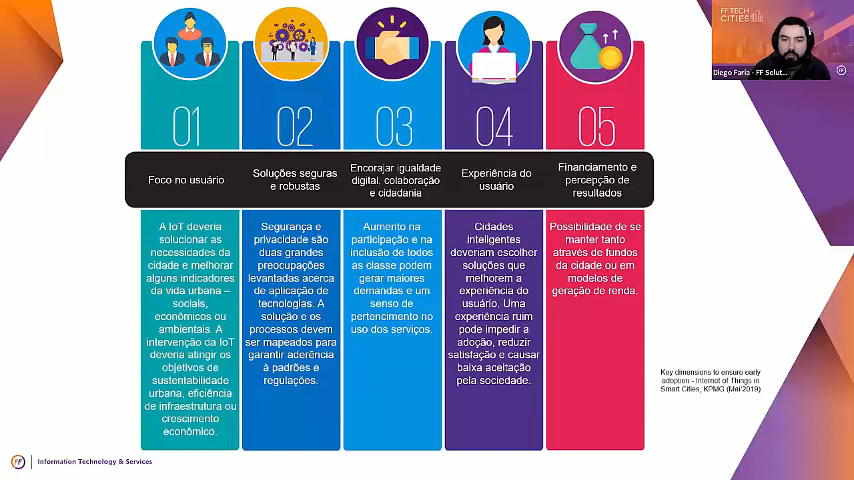 FF TECH
CITIES
Diego Faria - FF Solut...
01
02
03
04
05
Foco no usuário
Soluções seguras
e robustas
Encorajar igualdade
digital, colaboração
e cidadania
Experiência do
usuário
Financiamento e
percepção de
resultados
A IoT deveria
solucionar as
necessidades da
cidade e melhorar
alguns indicadores
da vida urbana –
sociais,
econômicos ou
ambientais. A
intervenção da IoT
deveria atingir os
objetivos de
sustentabilidade
urbana, eficiência
de infraestrutura ou
crescimento
econômico.
Segurança e
privacidade são
duas grandes
preocupações
levantadas acerca
de aplicação de
tecnologias. A
solução e os
processos devem
ser mapeados para
garantir aderência
à padrões e
regulações.
Aumento na
participação e na
inclusão de todos
as classe podem
gerar maiores
demandas e um
senso de
pertencimento no
uso dos serviços.
Cidades
inteligentes
deveriam escolher
soluções que
melhorem a
experiência do
usuário. Uma
experiência ruim
pode impedir a
adoção, reduzir
satisfação e causar
baixa aceitação
pela sociedade.
Possibilidade de se
manter tanto
através de fundos
da cidade ou em
modelos de
geração de renda.
Key dimensions to ensure early
adoption - Internet of Things in
Smart Cities, KPMG (Mai/2019)
FF
Information Technology & Services